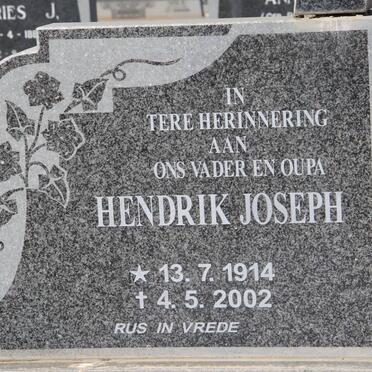 RIES J.
IN
TERE HERINNERING
AAN
ONS VADER EN OUPA
HENDRIK JOSEPH
★ 13. 7. 1914
† 4. 5. 2002
RUS IN VREDE